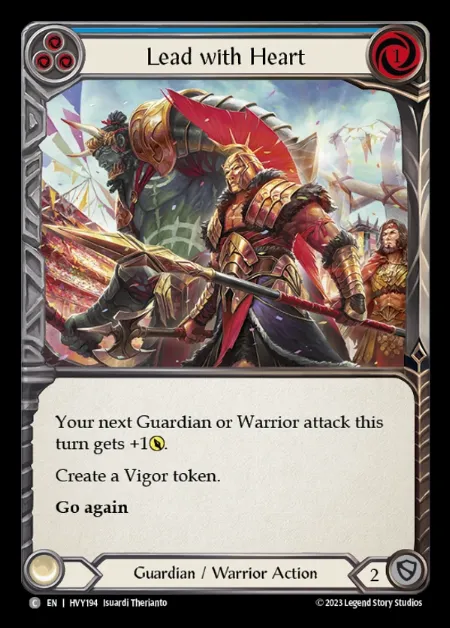 Lead with Heart
1
Your next Guardian or Warrior attack this
turn gets +1.
Create a Vigor token.
Go again
Guardian / Warrior Action
2
C EN | HVY194 Isuardi Therianto
© 2023 Legend Story Studios